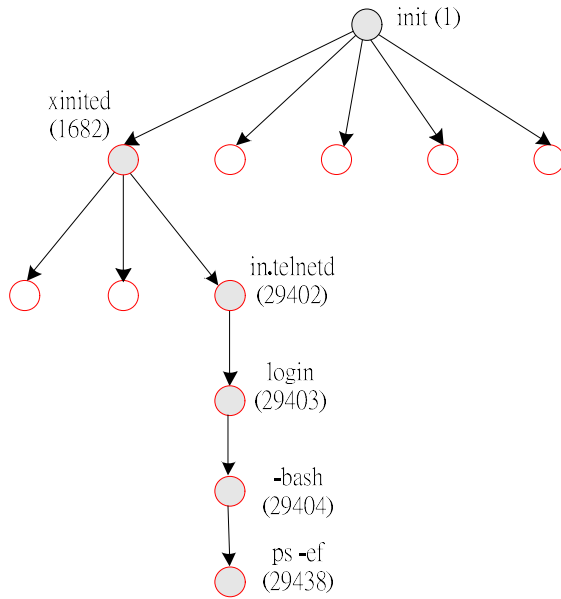 init (1)
xinited
(1682)
in.telnetd
(29402)
login
(29403)
-bash
(29404)
ps -ef
(29438)